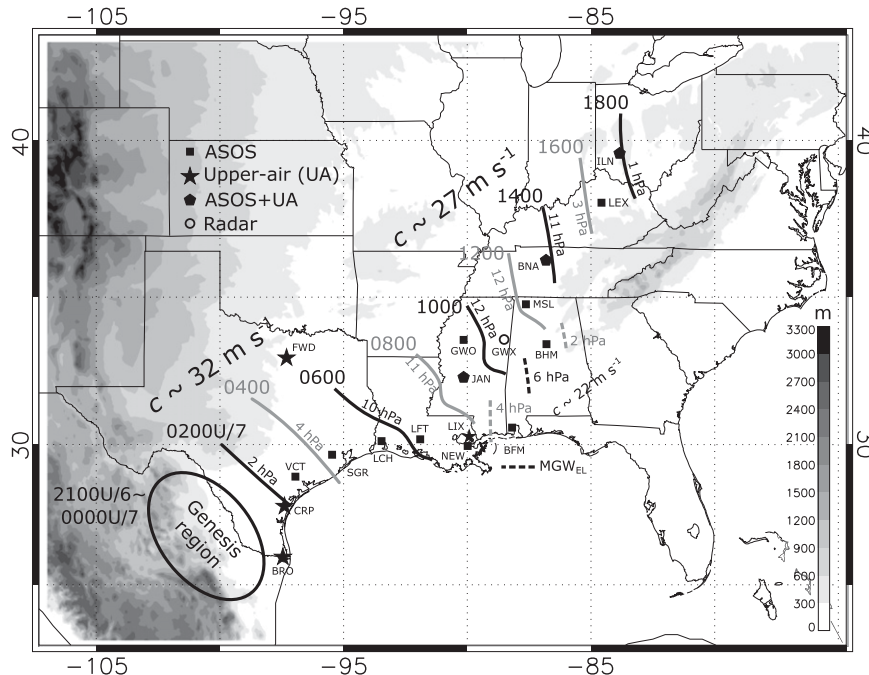 −105
−95
−85
1800
40
40
ASOS
1600
ILN
Upper-air (UA)
1 hPa
ASOS+UA
c ~ 27 m s-1
1400
3 hPa
LEX
Radar
11 hPa
1200
BNA
12 hPa
1000
MSL
m
12 hPa
3300
c ~ 32 m s-1
FWD
0800
GWO
GWX
BHM
2 hPa
3000
11 hPa
JAN
6 hPa
2700
0400
0600
c ~ 22 m s-1
2400
10 hPa
4 hPa
2100
0200U/7
4 hPa
LFT
LIX
30
30
LCH
NEW
BFM
1800
2 hPa
VCT
SGR
MGWEL
1500
2100U/6~
0000U/7
CRP
1200
Genesis
region
900
BRO
600
300
0
−105
−95
−85